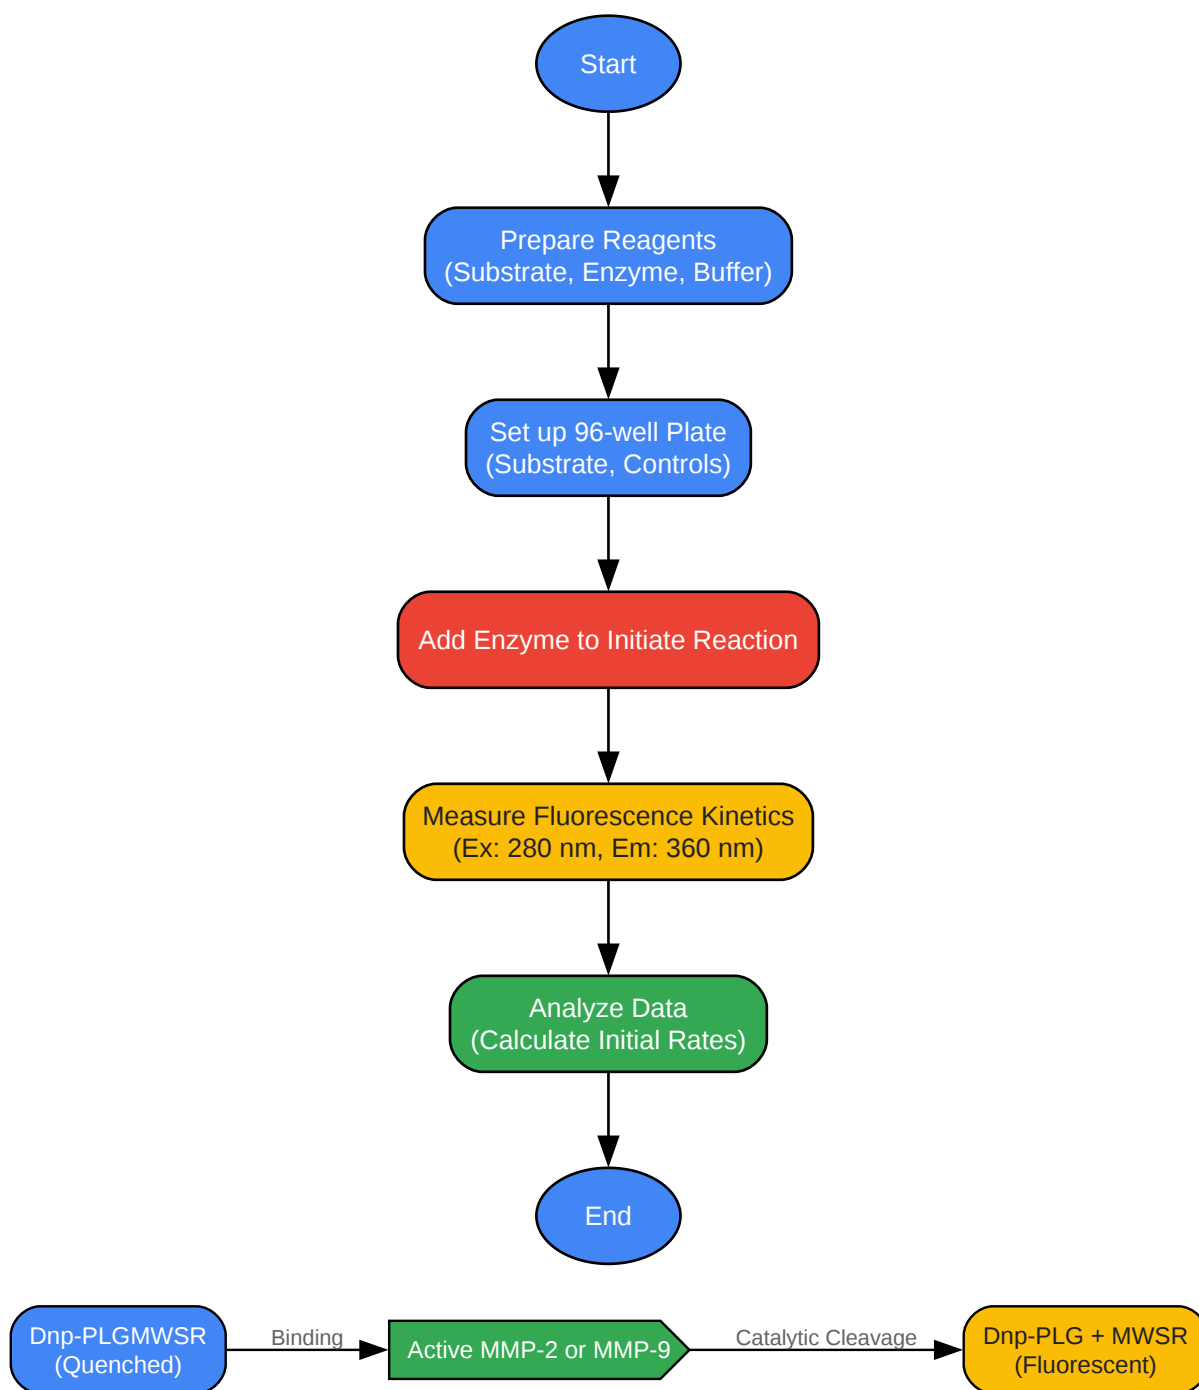 Start
Prepare Reagents
(Substrate, Enzyme, Buffer)
Set up 96-well Plate
(Substrate, Controls)
Add Enzyme to Initiate Reaction
Measure Fluorescence Kinetics
(Ex: 280 nm, Em: 360 nm)
Analyze Data
(Calculate Initial Rates)
End
Dnp-PLGMWSR
(Quenched)
Binding
Active MMP-2 or MMP-9
Catalytic Cleavage
Dnp-PLG + MWSR
(Fluorescent)